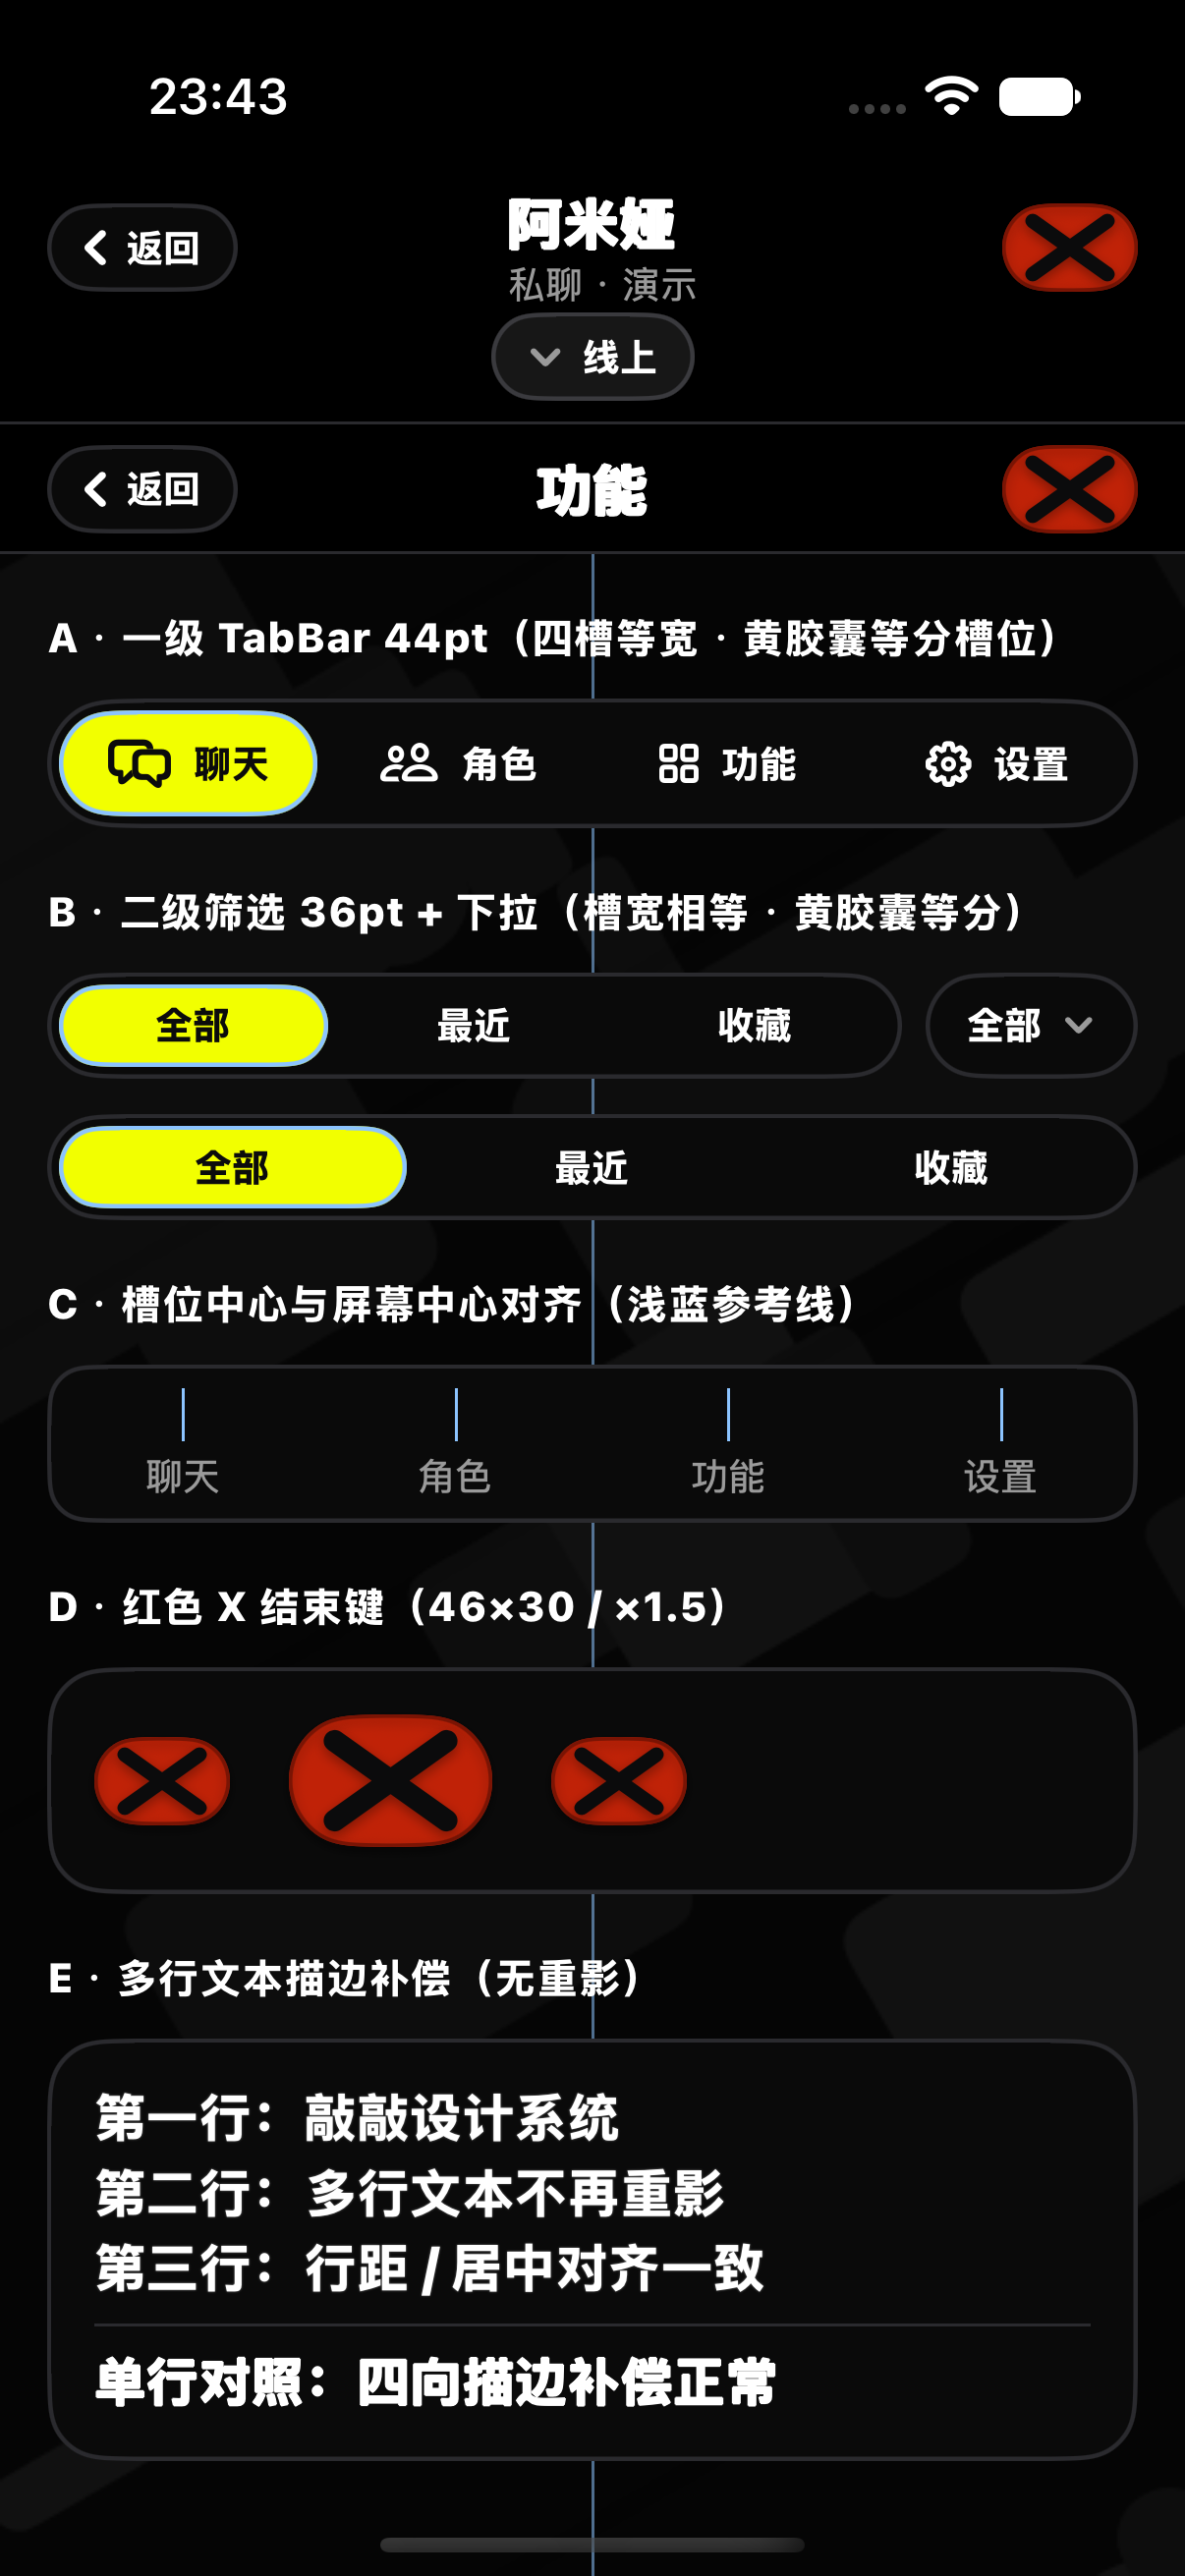 23:43
返回
阿米娅
私聊 · 演示
线上
返回
功能
A · 一级 TabBar 44pt（四槽等宽 · 黄胶囊等分槽位）
聊天 角色 功能 设置
B · 二级筛选 36pt + 下拉（槽宽相等 · 黄胶囊等分）
全部 最近 收藏 全部
全部 最近 收藏
C · 槽位中心与屏幕中心对齐（浅蓝参考线）
聊天 角色 功能 设置
D · 红色 X 结束键（46×30 / ×1.5）
E · 多行文本描边补偿（无重影）
第一行：敲敲设计系统
第二行：多行文本不再重影
第三行：行距 / 居中对齐一致
单行对照：四向描边补偿正常